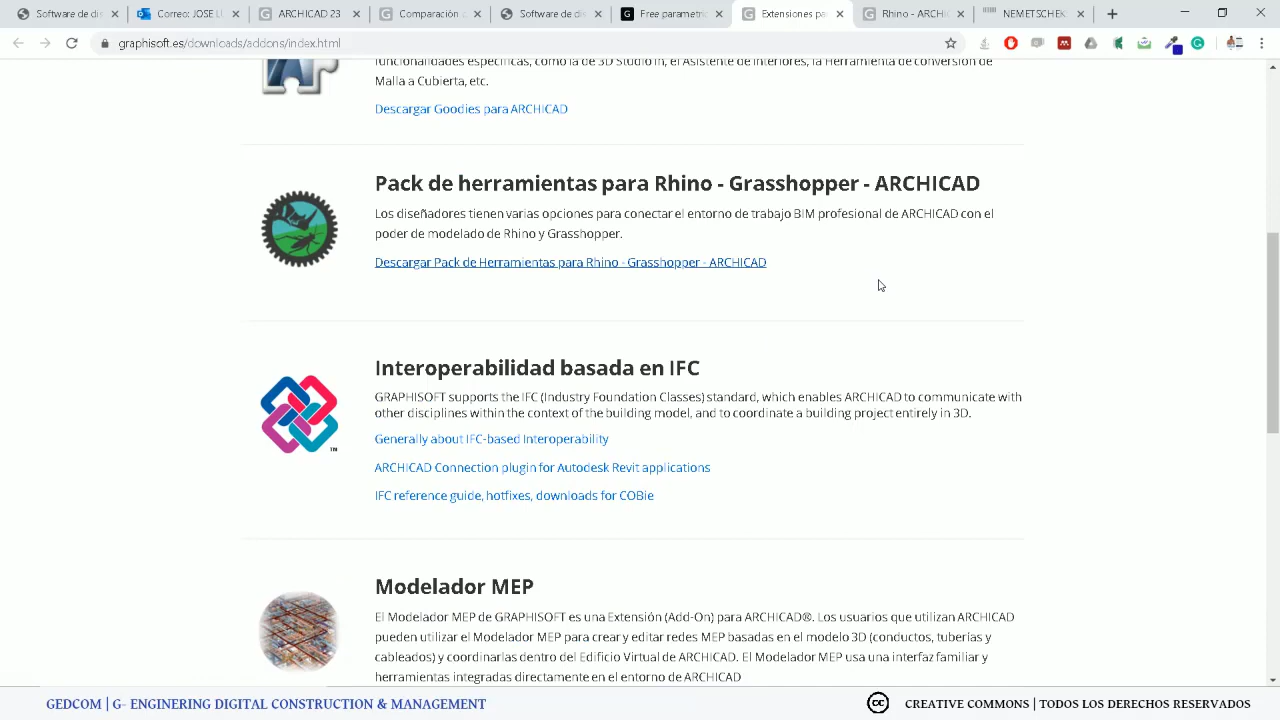 Software de dis
Correo: JOSE L
ARCHICAD 23
Comparación c
Software de dis
Free parametric
Extensiones pa
Rhino - ARCHI
NEMETSCHEK
graphisoft.es/downloads/addons/index.html
funcionalidades específicas, como la de 3D Studio In, el Asistente de Interiores, la Herramienta de conversión de
Malla a Cubierta, etc.
Descargar Goodies para ARCHICAD
Pack de herramientas para Rhino - Grasshopper - ARCHICAD
Los diseñadores tienen varias opciones para conectar el entorno de trabajo BIM profesional de ARCHICAD con el
poder de modelado de Rhino y Grasshopper.
Descargar Pack de Herramientas para Rhino - Grasshopper - ARCHICAD
Interoperabilidad basada en IFC
GRAPHISOFT supports the IFC (Industry Foundation Classes) standard, which enables ARCHICAD to communicate with
other disciplines within the context of the building model, and to coordinate a building project entirely in 3D.
Generally about IFC-based Interoperability
ARCHICAD Connection plugin for Autodesk Revit applications
TM
IFC reference guide, hotfixes, downloads for COBie
Modelador MEP
El Modelador MEP de GRAPHISOFT es una Extensión (Add-On) para ARCHICAD®. Los usuarios que utilizan ARCHICAD
pueden utilizar el Modelador MEP para crear y editar redes MEP basadas en el modelo 3D (conductos, tuberías y
cableados) y coordinarlas dentro del Edificio Virtual de ARCHICAD. El Modelador MEP usa una interfaz familiar y
herramientas integradas directamente en el entorno de ARCHICAD
GEDCOM | G- ENGINERING DIGITAL CONSTRUCTION & MANAGEMENT
cc
CREATIVE COMMONS | TODOS LOS DERECHOS RESERVADOS